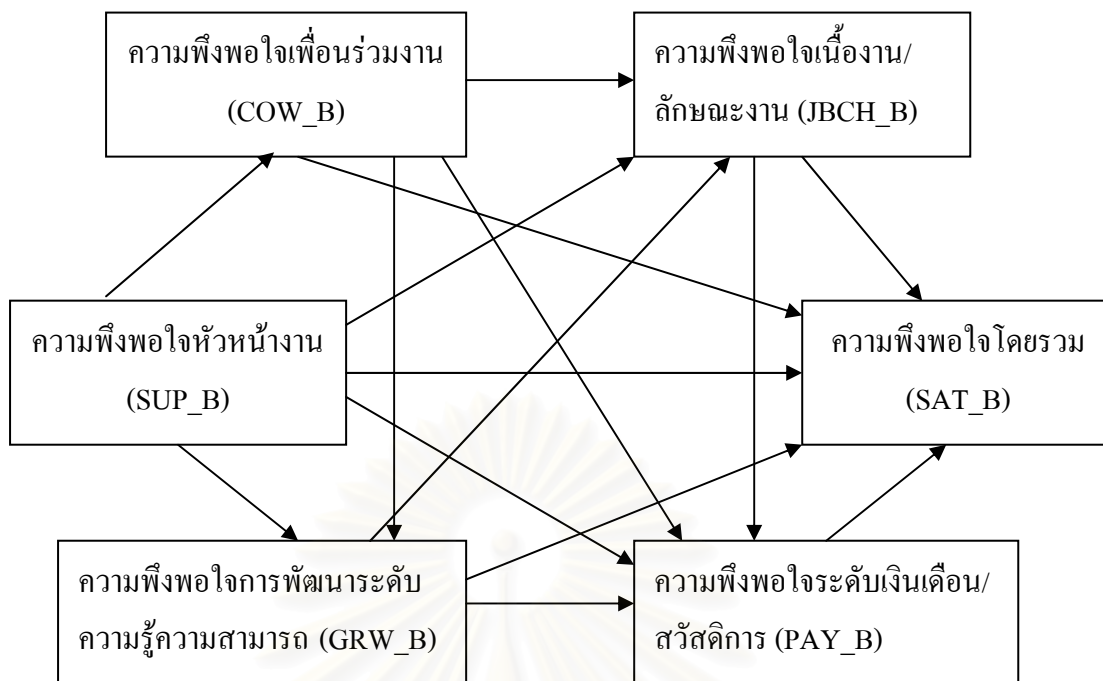 ความพึงพอใจเพื่อนร่วมงาน
(COW_B)
ความพึงพอใจเนื้องาน/
ลักษณะงาน (JBCH_B)
ความพึงพอใจหัวหน้างาน
(SUP_B)
ความพึงพอใจโดยรวม
(SAT_B)
ความพึงพอใจการพัฒนาระดับ
ความรู้ความสามารถ (GRW_B)
ความพึงพอใจระดับเงินเดือน/
สวัสดิการ (PAY_B)